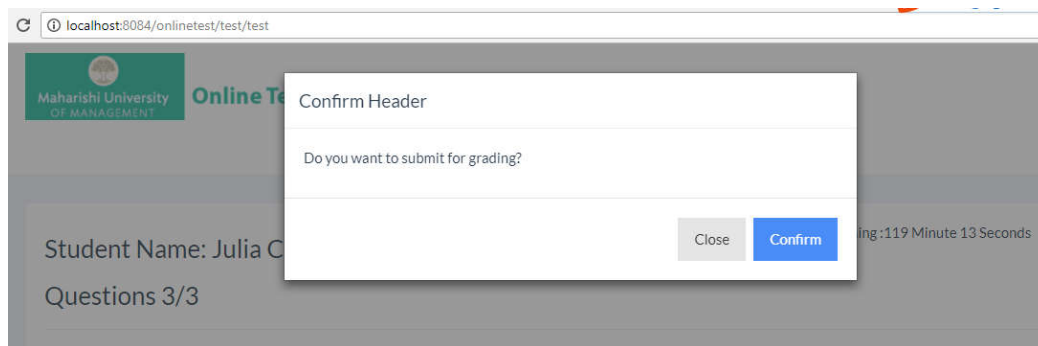 localhost:8084/onlinetest/test/test
Maharishi University
OF MANAGEMENT
Online Te
Confirm Header
Do you want to submit for grading?
Close
Confirm
ing :119 Minute 13 Seconds
Student Name: Julia C
Questions 3/3